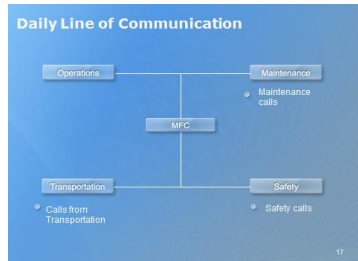 Daily Line of Communication
Operations
Maintenance
Maintenance
calls
MFC
Transportation
Safety
Calls from
Transportation
Safety calls
17